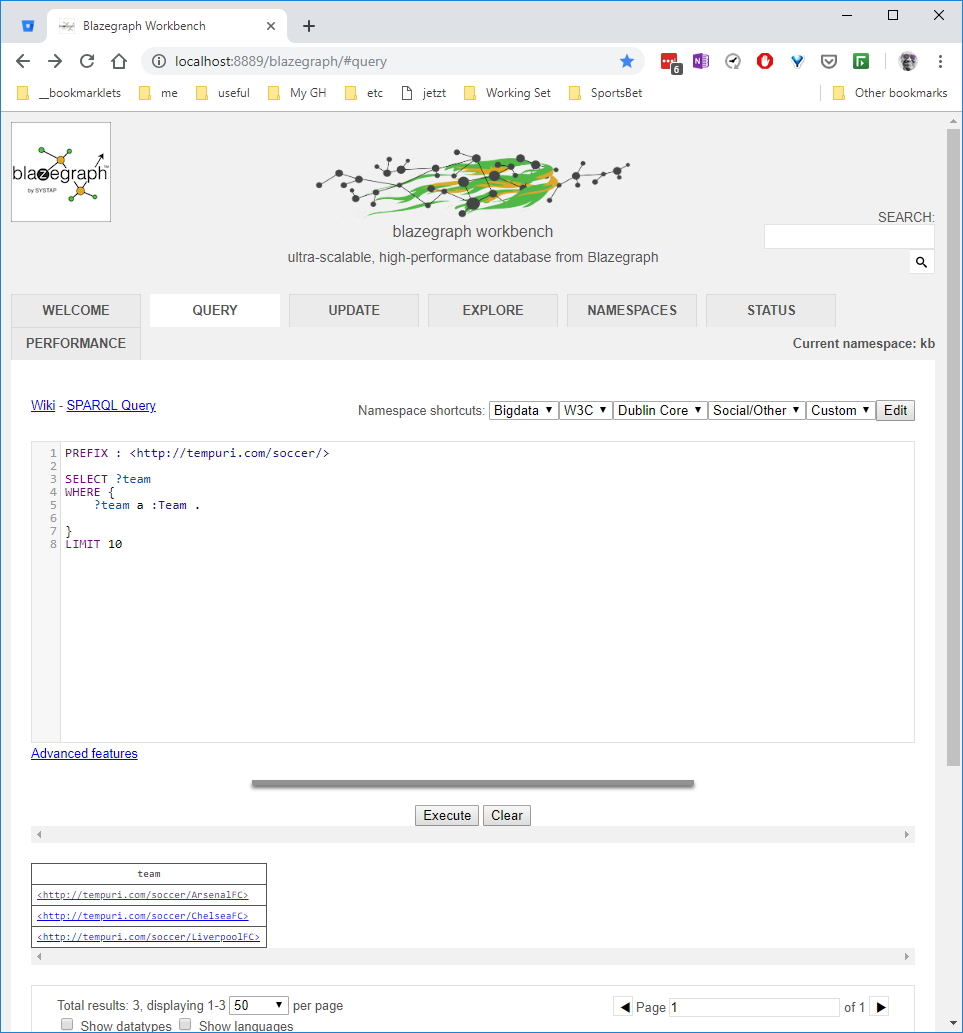 Blazegraph Workbench
localhost:8889/blazegraph/#query
6
__bookmarklets me useful My GH etc jetzt Working Set SportsBet Other bookmarks
blazegraph™
by SYSTAP
blazegraph workbench
ultra-scalable, high-performance database from Blazegraph
SEARCH:
WELCOME QUERY UPDATE EXPLORE NAMESPACES STATUS
PERFORMANCE Current namespace: kb
Wiki - SPARQL Query Namespace shortcuts: Bigdata W3C Dublin Core Social/Other Custom Edit
1 PREFIX : <http://tempuri.com/soccer/>
2
3 SELECT ?team
4 WHERE {
5 ?team a :Team .
6
7 }
8 LIMIT 10
Advanced features
Execute Clear
team
<http://tempuri.com/soccer/ArsenalFC>
<http://tempuri.com/soccer/ChelseaFC>
<http://tempuri.com/soccer/LiverpoolFC>
Total results: 3, displaying 1-3 50 per page Page 1 of 1
Show datatypes Show languages